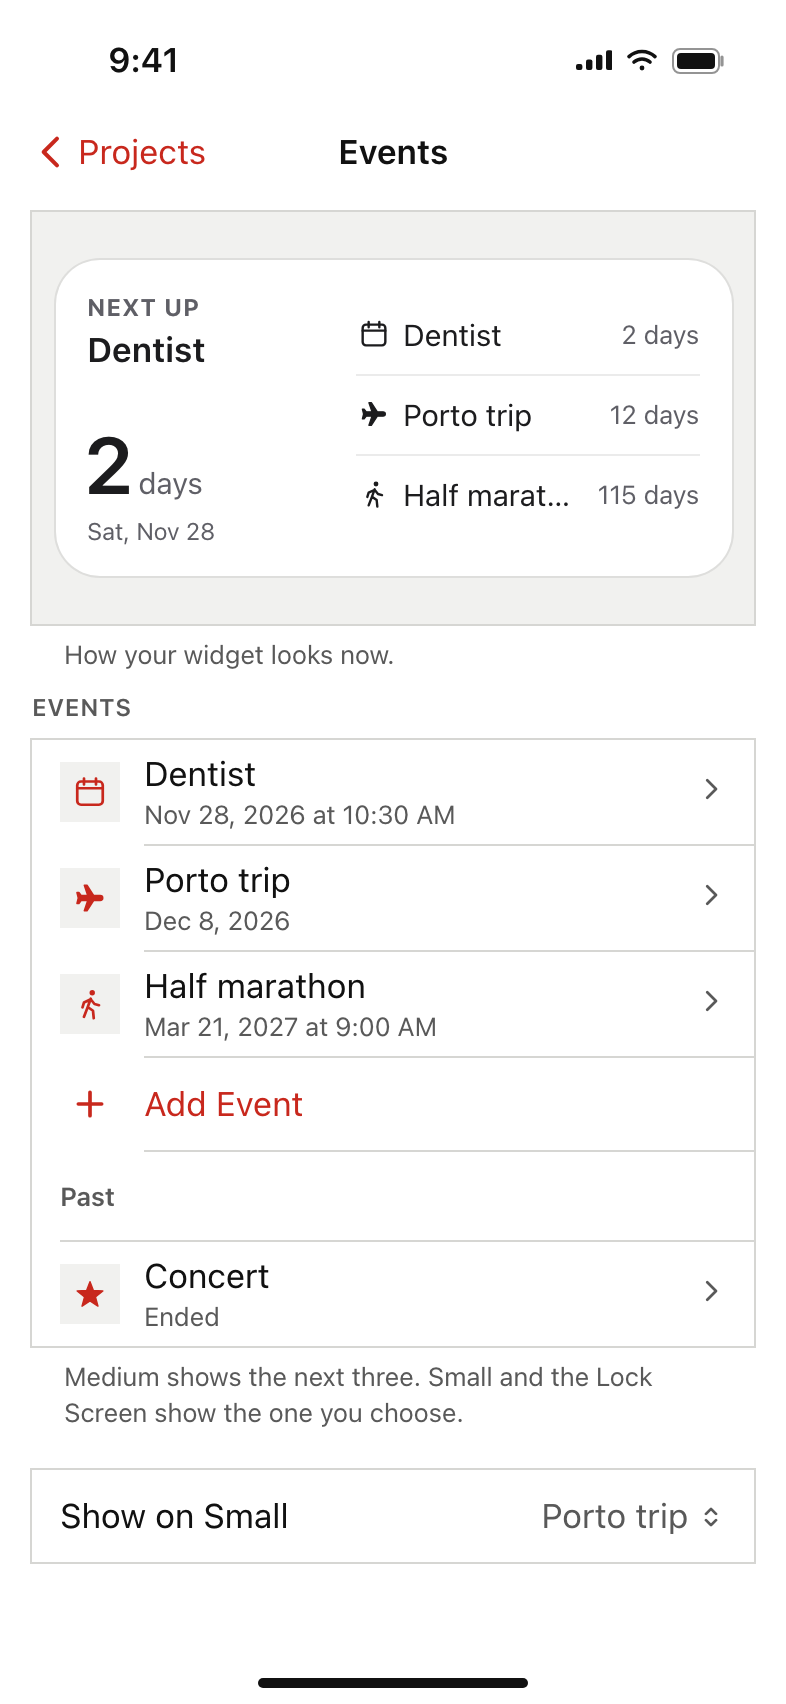 9:41
Projects
Events
NEXT UP
Dentist
2 days
Sat, Nov 28
Dentist 2 days
Porto trip 12 days
Half marat... 115 days
How your widget looks now.
EVENTS
Dentist
Nov 28, 2026 at 10:30 AM
Porto trip
Dec 8, 2026
Half marathon
Mar 21, 2027 at 9:00 AM
Add Event
Past
Concert
Ended
Medium shows the next three. Small and the Lock
Screen show the one you choose.
Show on Small Porto trip